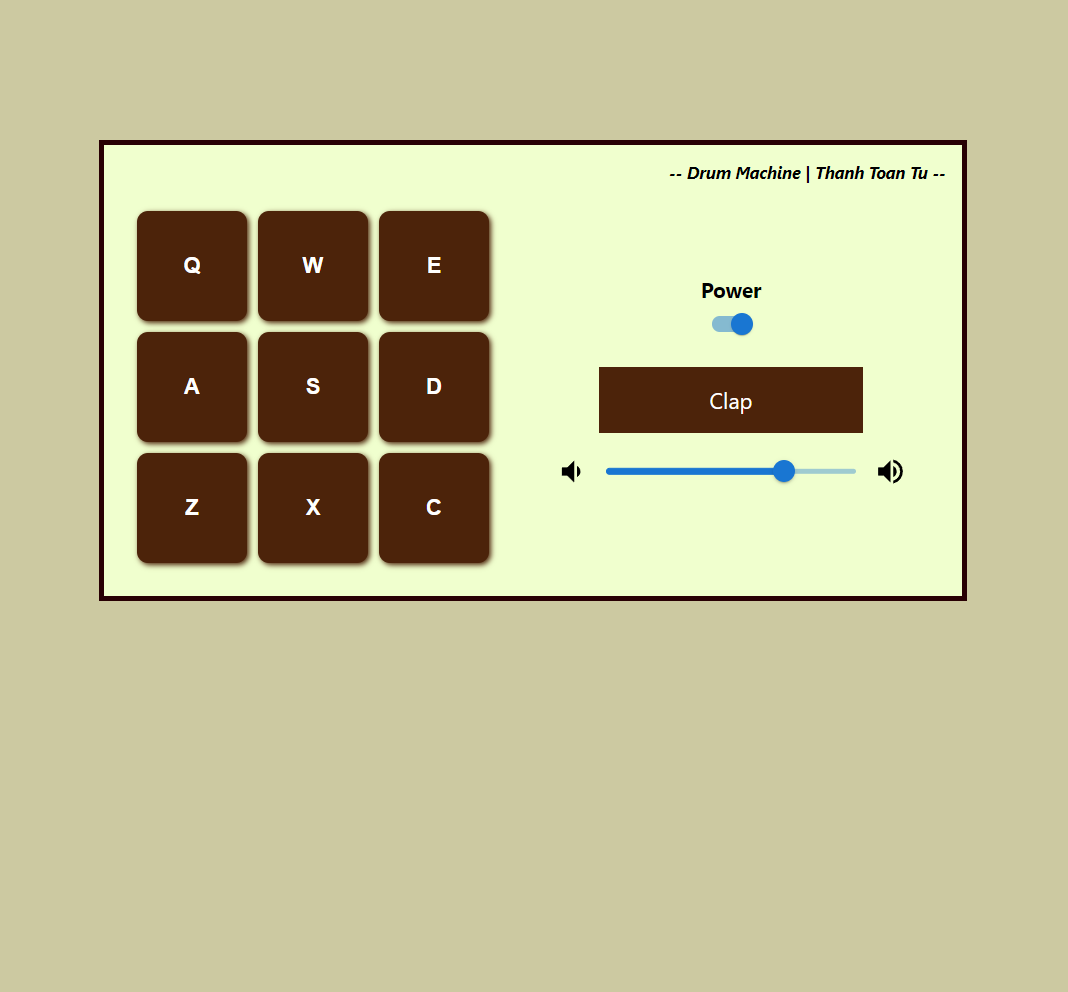 -- Drum Machine | Thanh Toan Tu --
Q W E
A S D
Z X C
Power
Clap